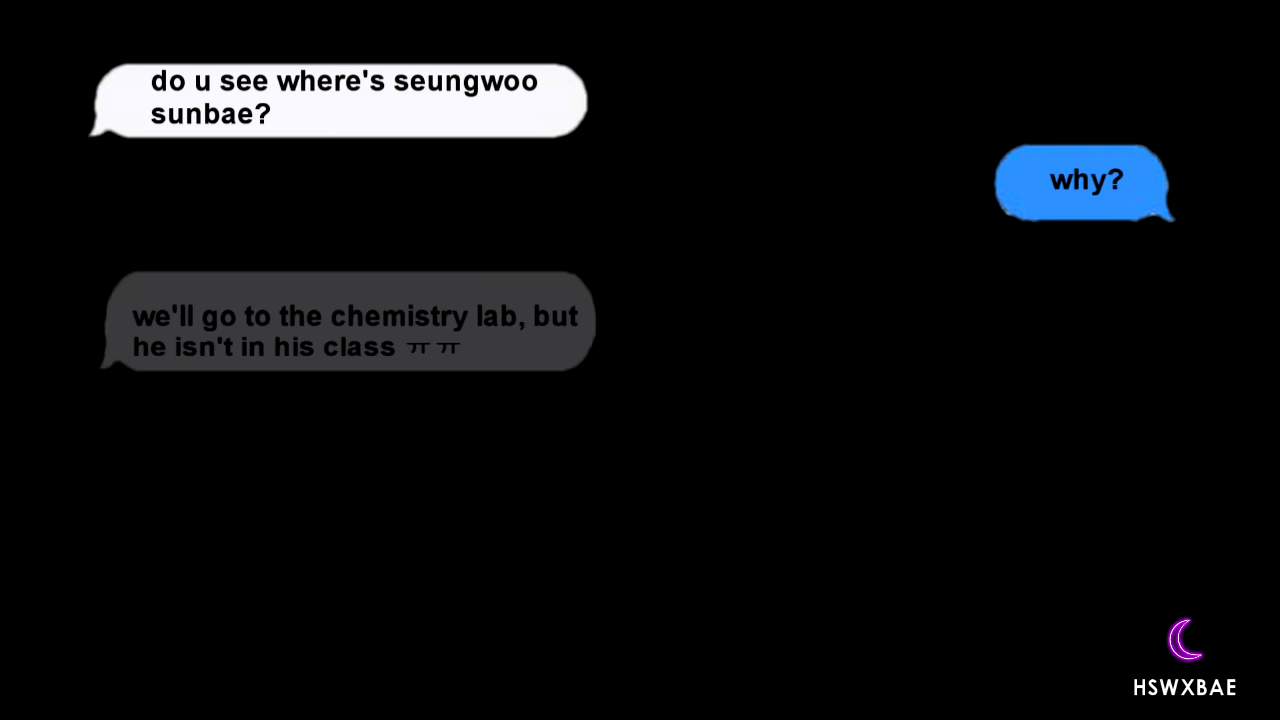 do u see where's seungwoo
sunbae?
why?
we'll go to the chemistry lab, but
he isn't in his class ㅠㅠ
HSWXBAE